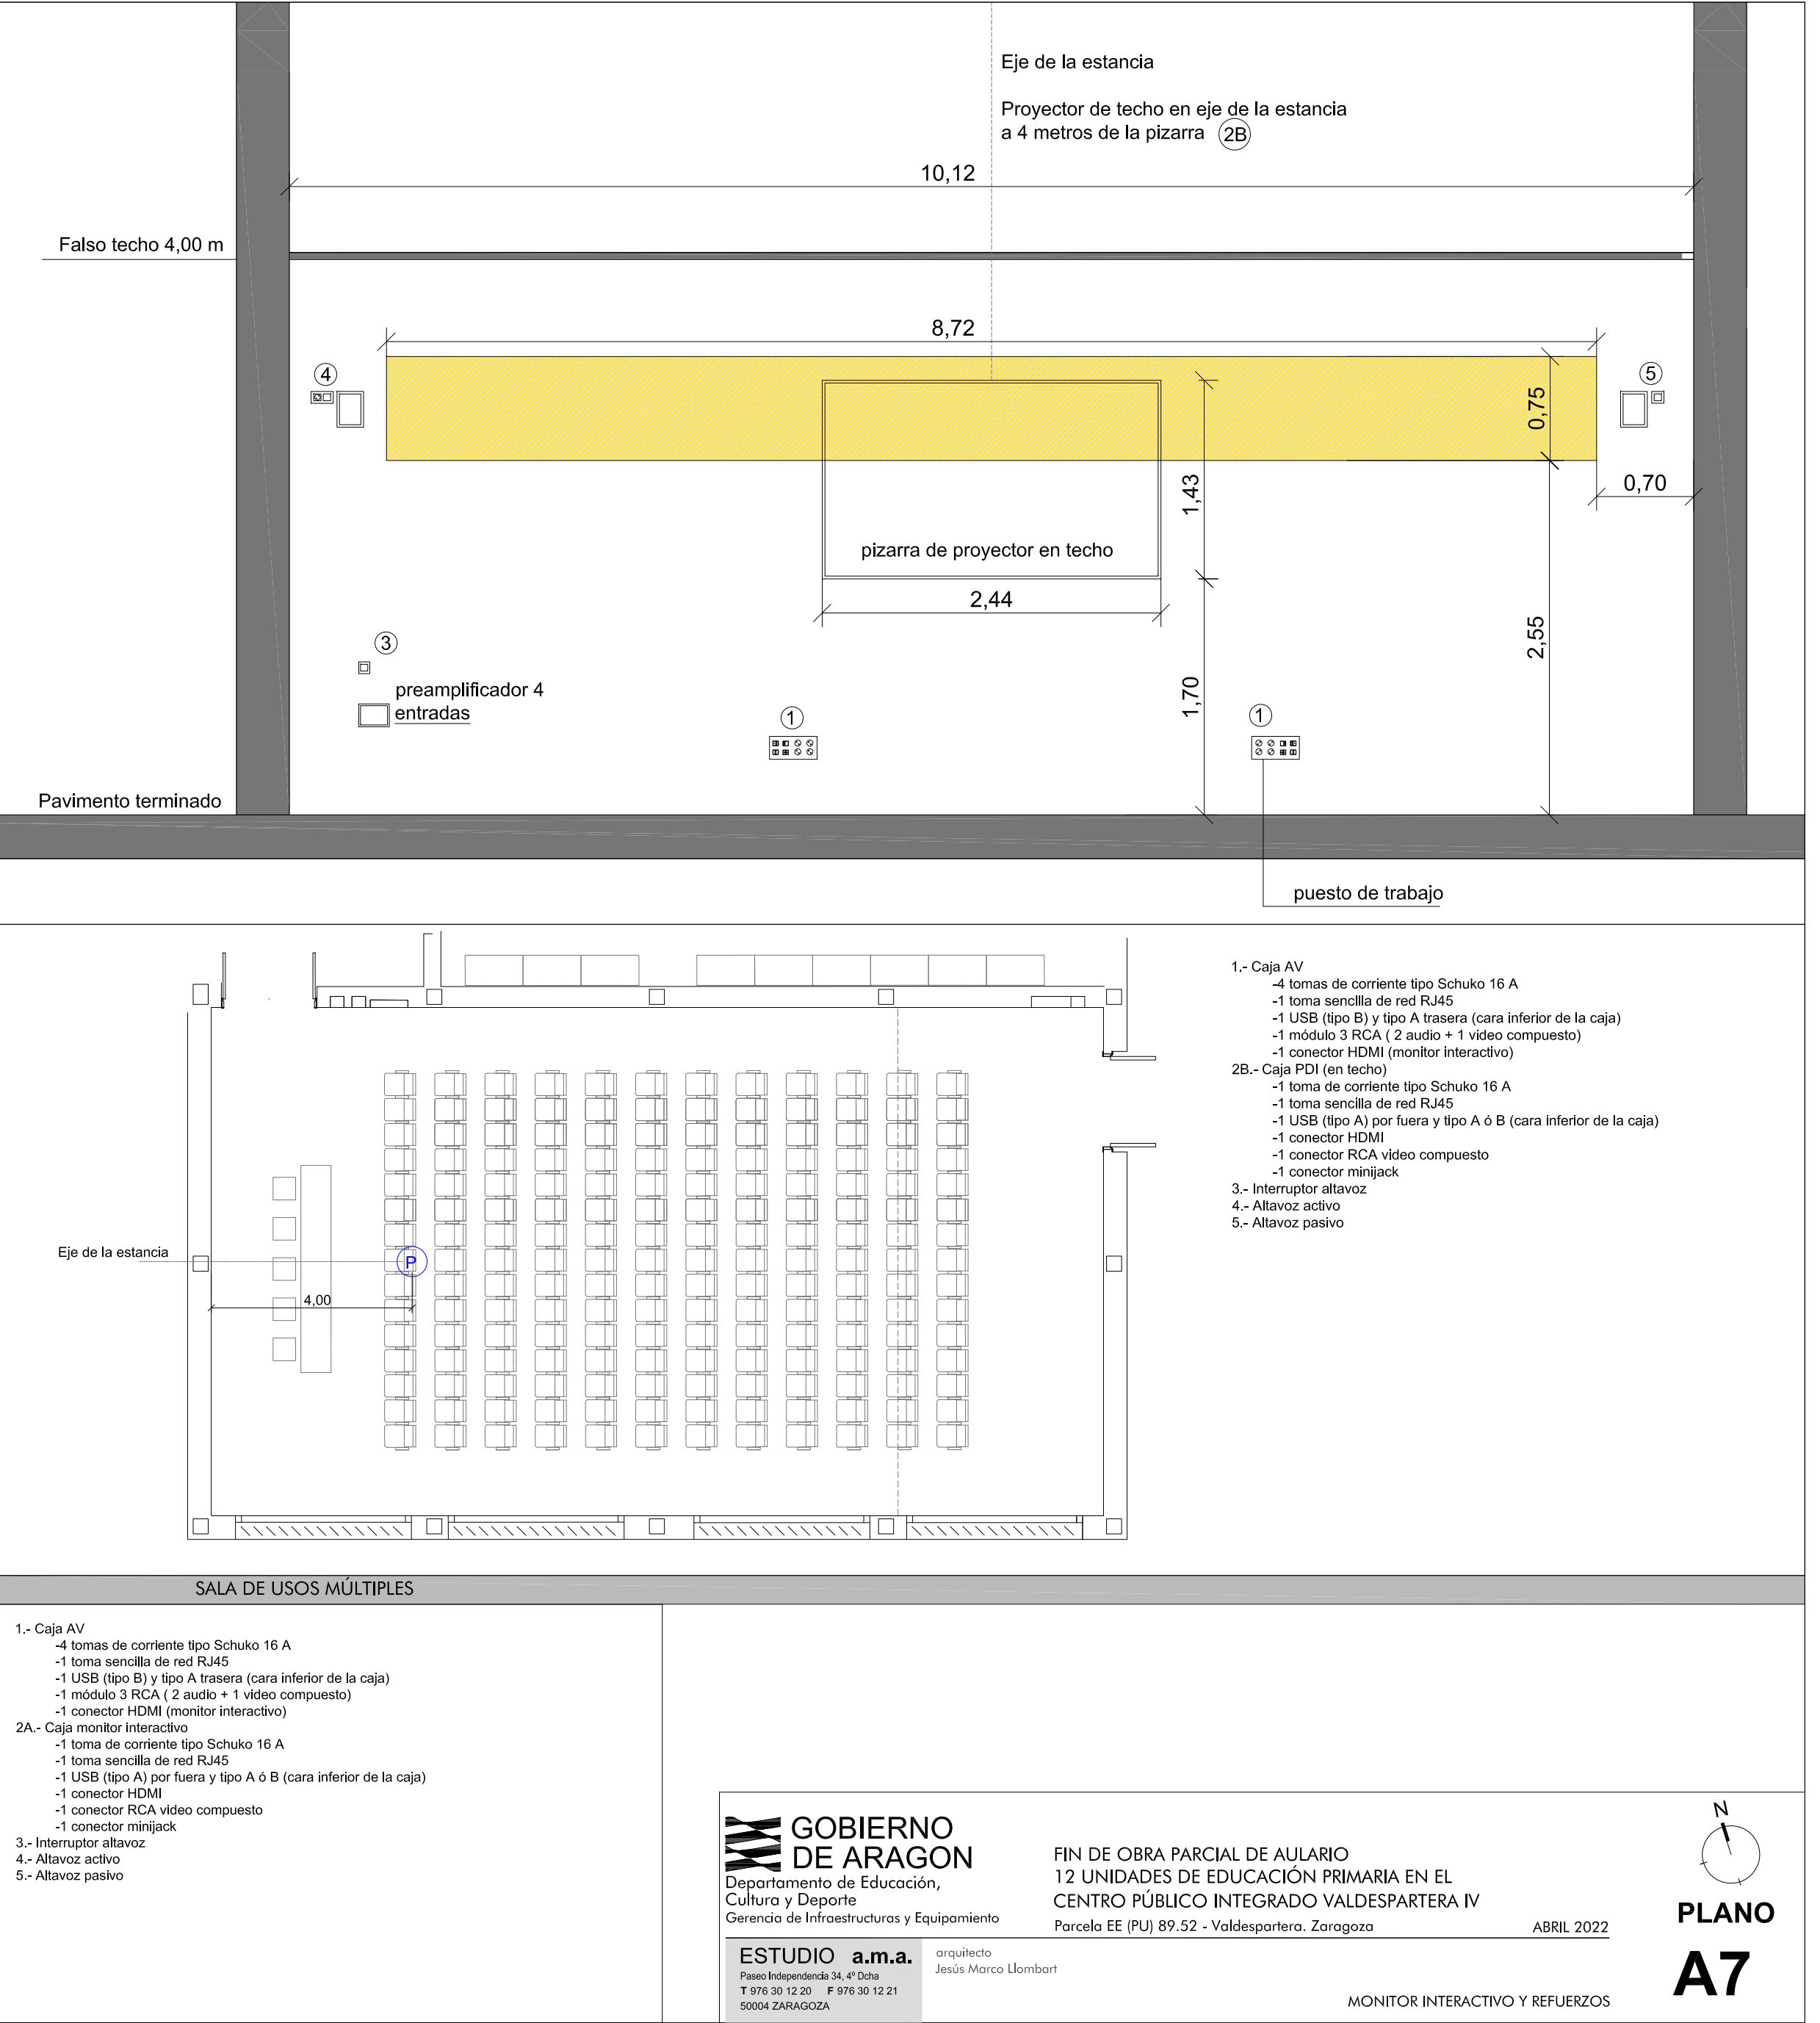 Eje de la estancia
Proyector de techo en eje de la estancia
a 4 metros de la pizarra 2B
10,12
Falso techo 4,00 m
8,72
4
5
0,75
0,70
1,43
pizarra de proyector en techo
2,44
2,55
3
preamplificador 4
entradas
1,70
1
1
Pavimento terminado
puesto de trabajo
1.- Caja AV
-4 tomas de corriente tipo Schuko 16 A
-1 toma sencilla de red RJ45
-1 USB (tipo B) y tipo A trasera (cara inferior de la caja)
-1 módulo 3 RCA ( 2 audio + 1 video compuesto)
-1 conector HDMI (monitor interactivo)
2B.- Caja PDI (en techo)
-1 toma de corriente tipo Schuko 16 A
-1 toma sencilla de red RJ45
-1 USB (tipo A) por fuera y tipo A ó B (cara inferior de la caja)
-1 conector HDMI
-1 conector RCA video compuesto
-1 conector minijack
3.- Interruptor altavoz
4.- Altavoz activo
5.- Altavoz pasivo
Eje de la estancia
P
4,00
SALA DE USOS MÚLTIPLES
1.- Caja AV
-4 tomas de corriente tipo Schuko 16 A
-1 toma sencilla de red RJ45
-1 USB (tipo B) y tipo A trasera (cara inferior de la caja)
-1 módulo 3 RCA ( 2 audio + 1 video compuesto)
-1 conector HDMI (monitor interactivo)
2A.- Caja monitor interactivo
-1 toma de corriente tipo Schuko 16 A
-1 toma sencilla de red RJ45
-1 USB (tipo A) por fuera y tipo A ó B (cara inferior de la caja)
-1 conector HDMI
-1 conector RCA video compuesto
-1 conector minijack
3.- Interruptor altavoz
4.- Altavoz activo
5.- Altavoz pasivo
GOBIERNO
DE ARAGON
Departamento de Educación,
Cultura y Deporte
Gerencia de Infraestructuras y Equipamiento
FIN DE OBRA PARCIAL DE AULARIO
12 UNIDADES DE EDUCACIÓN PRIMARIA EN EL
CENTRO PÚBLICO INTEGRADO VALDESPARTERA IV
Parcela EE (PU) 89.52 - Valdespartera. Zaragoza
ABRIL 2022
N
PLANO
A7
ESTUDIO a.m.a.
Paseo Independencia 34, 4º Dcha
T 976 30 12 20 F 976 30 12 21
50004 ZARAGOZA
arquitecto
Jesús Marco Llombart
MONITOR INTERACTIVO Y REFUERZOS